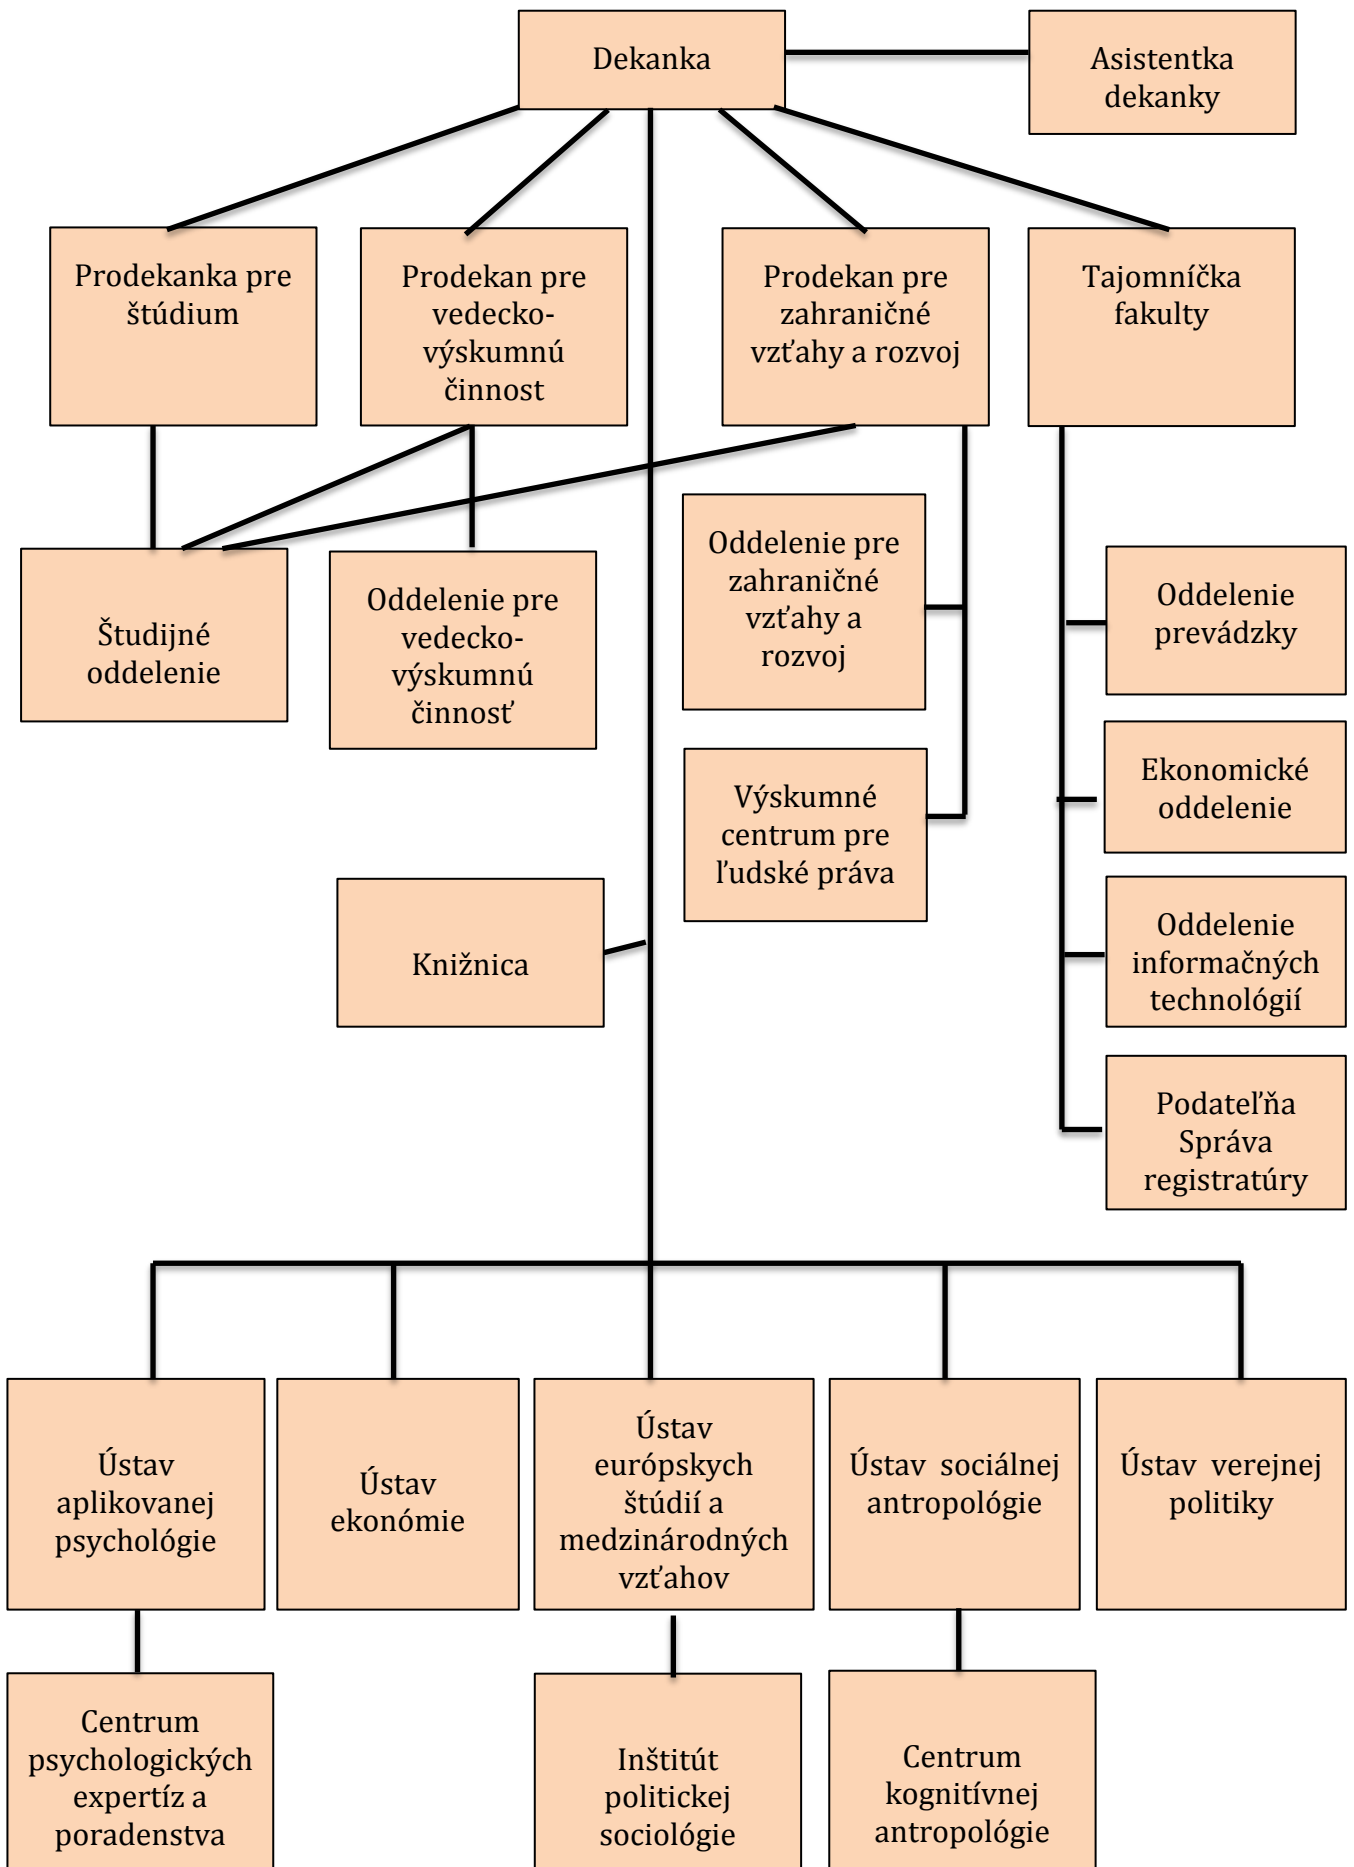 Dekanka
Asistentka
dekanky
Prodekanka pre
štúdium
Prodekan pre
vedecko-
výskumnú
činnost
Prodekan pre
zahraničné
vzťahy a rozvoj
Tajomníčka
fakulty
Študijné
oddelenie
Oddelenie pre
vedecko-
výskumnú
činnosť
Oddelenie pre
zahraničné
vzťahy a
rozvoj
Oddelenie
prevádzky
Výskumné
centrum pre
ľudské práva
Ekonomické
oddelenie
Knižnica
Oddelenie
informačných
technológií
Podateľňa
Správa
registratúry
Ústav
aplikovanej
psychológie
Ústav
ekonómie
Ústav
európskych
štúdií a
medzinárodných
vzťahov
Ústav  sociálnej
antropológie
Ústav  verejnej
politiky
Centrum
psychologických
expertíz a
poradenstva
Inštitút
politickej
sociológie
Centrum
kognitívnej
antropológie